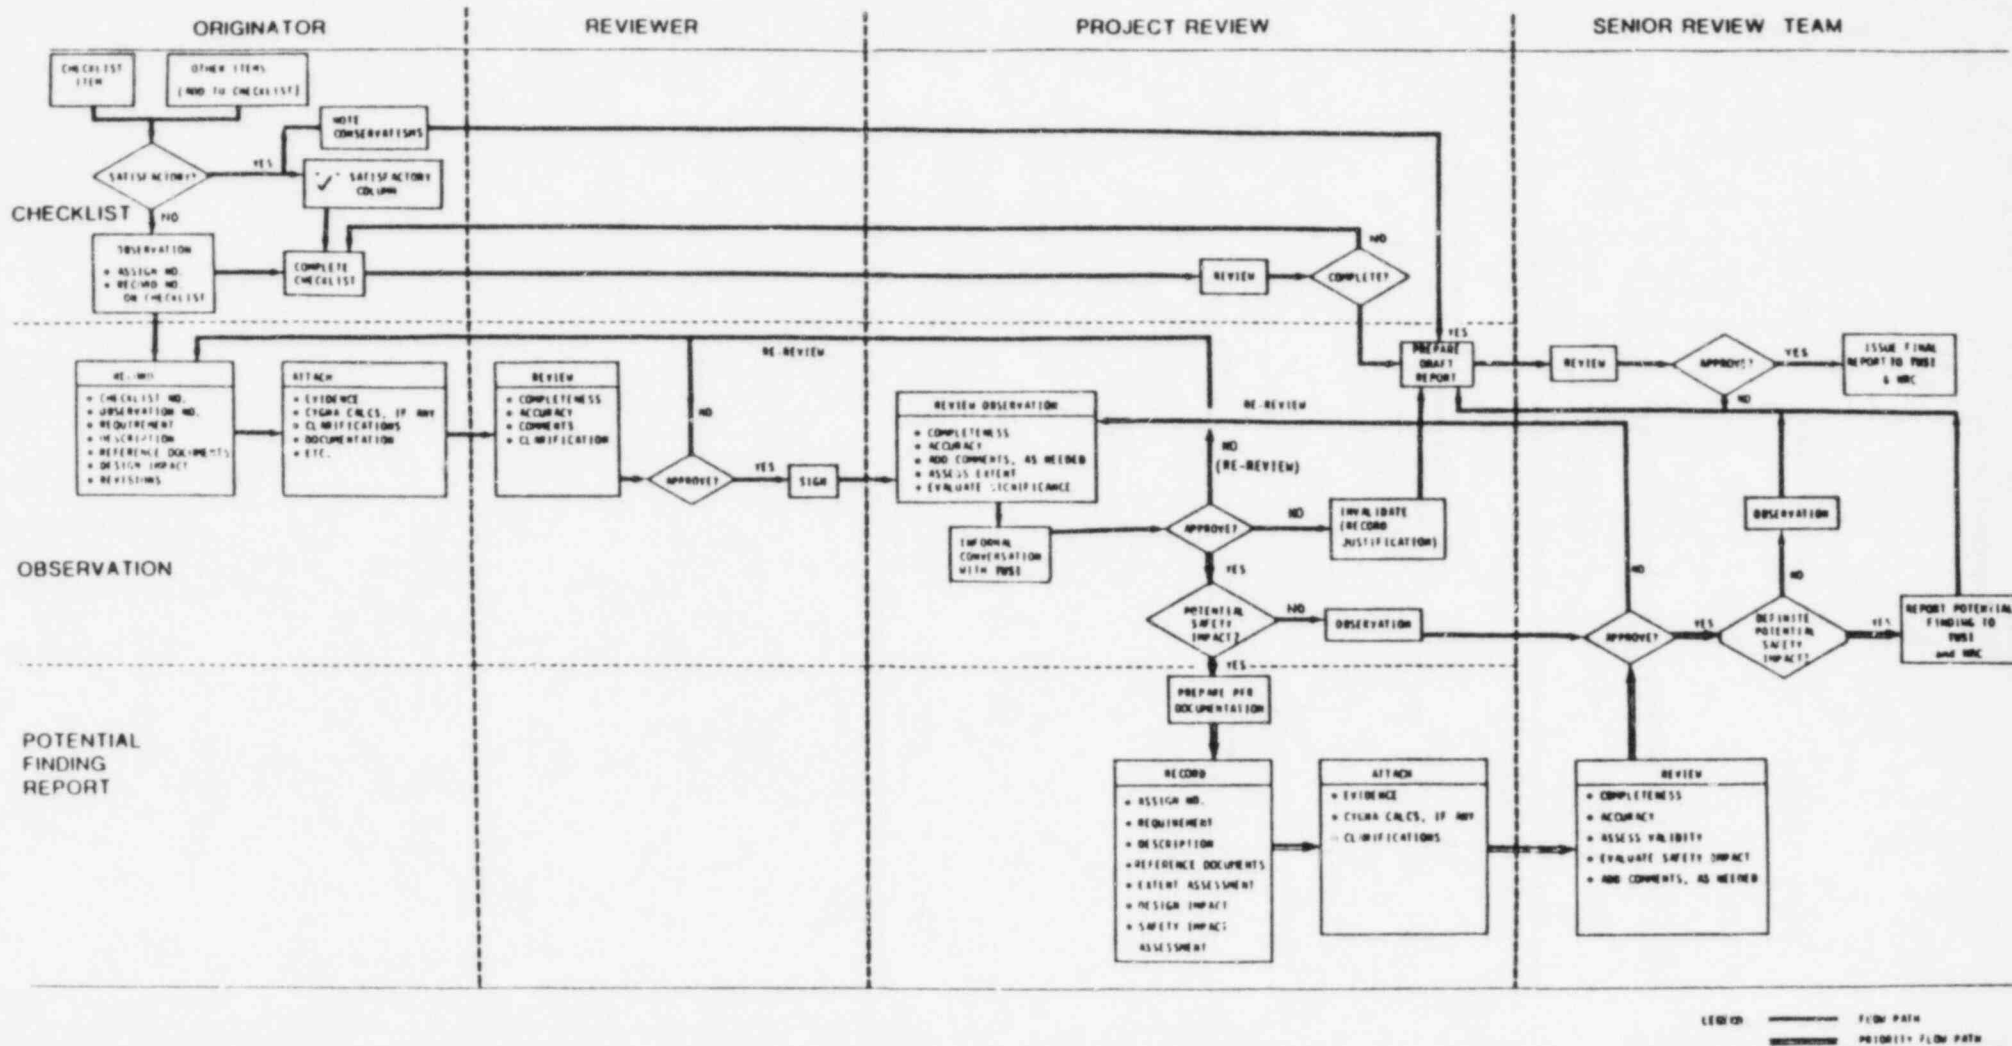 ORIGINATOR
REVIEWER
PROJECT REVIEW
SENIOR REVIEW TEAM
CHECKLIST
ITEM
OTHER ITEMS
(ADD TO CHECKLIST)
NOTE
CONSERVATISMS
YES
SATISFACTORY?
"✓" SATISFACTORY
COLUMN
CHECKLIST
NO
OBSERVATION
• ASSIGN NO.
• RECORD NO.
ON CHECKLIST
COMPLETE
CHECKLIST
REVIEW
COMPLETE?
NO
YES
RE-REVIEW
PREPARE
DRAFT
REPORT
REVIEW
APPROVE?
YES
NO
ISSUE FINAL
REPORT TO TUSI
& NRC
RECORD
• CHECKLIST NO.
• OBSERVATION NO.
• REQUIREMENT
• DESCRIPTION
• REFERENCE DOCUMENTS
• DESIGN IMPACT
• REVISIONS
ATTACH
• EVIDENCE
• CYGNA CALCS, IF ANY
• CLARIFICATIONS
• DOCUMENTATION
• ETC.
REVIEW
• COMPLETENESS
• ACCURACY
• COMMENTS
• CLARIFICATION
NO
APPROVE?
YES
SIGN
REVIEW OBSERVATION
• COMPLETENESS
• ACCURACY
• ADD COMMENTS, AS NEEDED
• ASSESS EXTENT
• EVALUATE SIGNIFICANCE
RE-REVIEW
NO
(RE-REVIEW)
INFORMAL
CONVERSATION
WITH TUSI
APPROVE?
NO
INVALIDATE
(RECORD
JUSTIFICATION)
YES
OBSERVATION
POTENTIAL
SAFETY
IMPACT?
NO
OBSERVATION
YES
NO
APPROVE?
YES
OBSERVATION
NO
DEFINITE
POTENTIAL
SAFETY
IMPACT?
YES
REPORT POTENTIAL
FINDING TO
TUSI
and NRC
POTENTIAL
FINDING
REPORT
PREPARE PFR
DOCUMENTATION
RECORD
• ASSIGN NO.
• REQUIREMENT
• DESCRIPTION
• REFERENCE DOCUMENTS
• EXTENT ASSESSMENT
• DESIGN IMPACT
• SAFETY IMPACT
ASSESSMENT
ATTACH
• EVIDENCE
• CYGNA CALCS, IF ANY
• CLARIFICATIONS
REVIEW
• COMPLETENESS
• ACCURACY
• ASSESS VALIDITY
• EVALUATE SAFETY IMPACT
• ADD COMMENTS, AS NEEDED
LEGEND
FLOW PATH
PRIORITY FLOW PATH